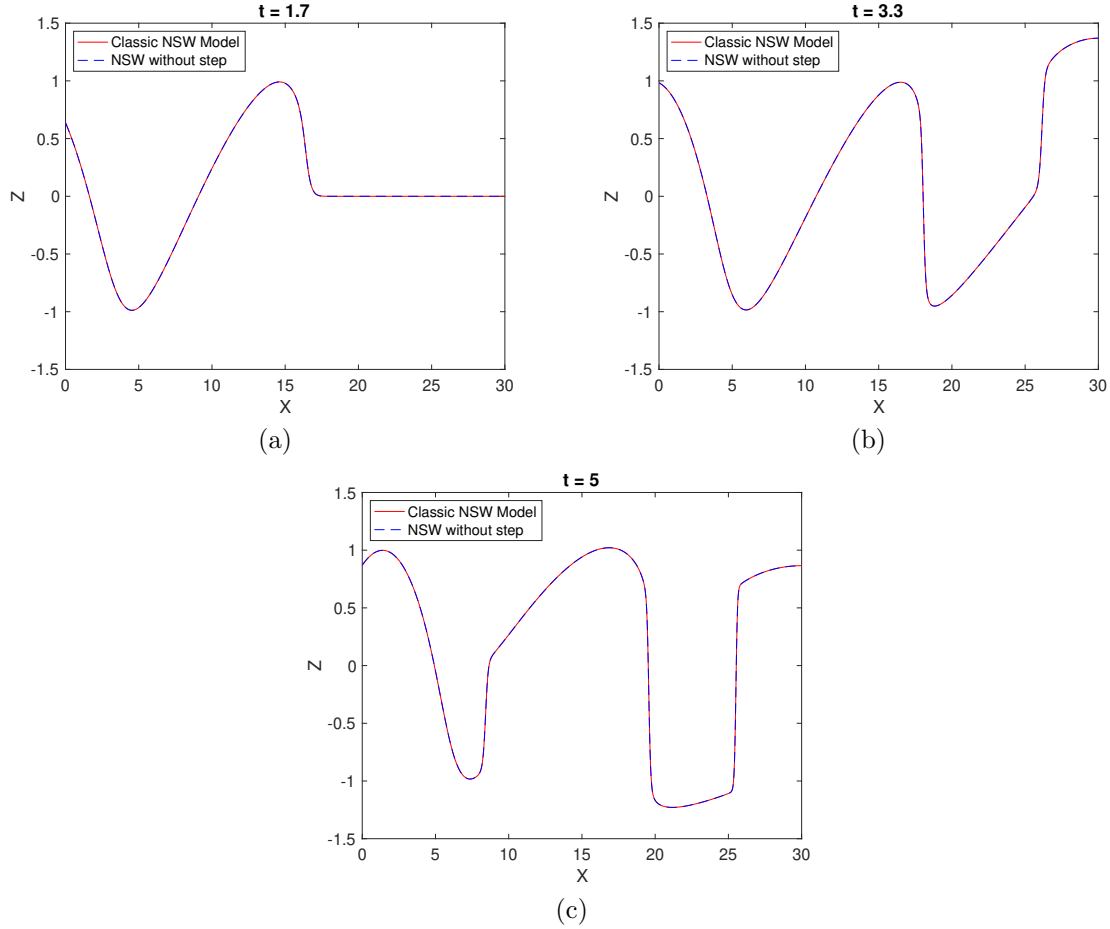 t = 1.7
Classic NSW Model
NSW without step
1.5
1
0.5
0
-0.5
-1
-1.5
Z
0 5 10 15 20 25 30
X
(a)
t = 3.3
Classic NSW Model
NSW without step
1.5
1
0.5
0
-0.5
-1
-1.5
Z
0 5 10 15 20 25 30
X
(b)
t = 5
Classic NSW Model
NSW without step
1.5
1
0.5
0
-0.5
-1
-1.5
Z
0 5 10 15 20 25 30
X
(c)